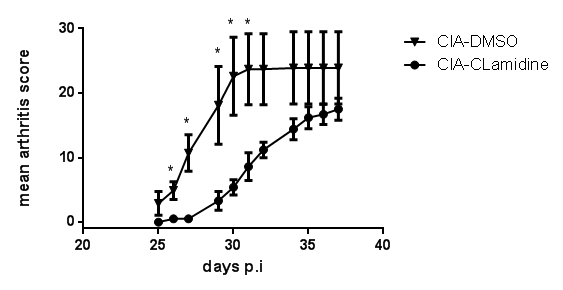 30
20
10
0
mean arthritis score
* * * * *
20 25 30 35 40
days p.i
CIA-DMSO
CIA-CLamidine